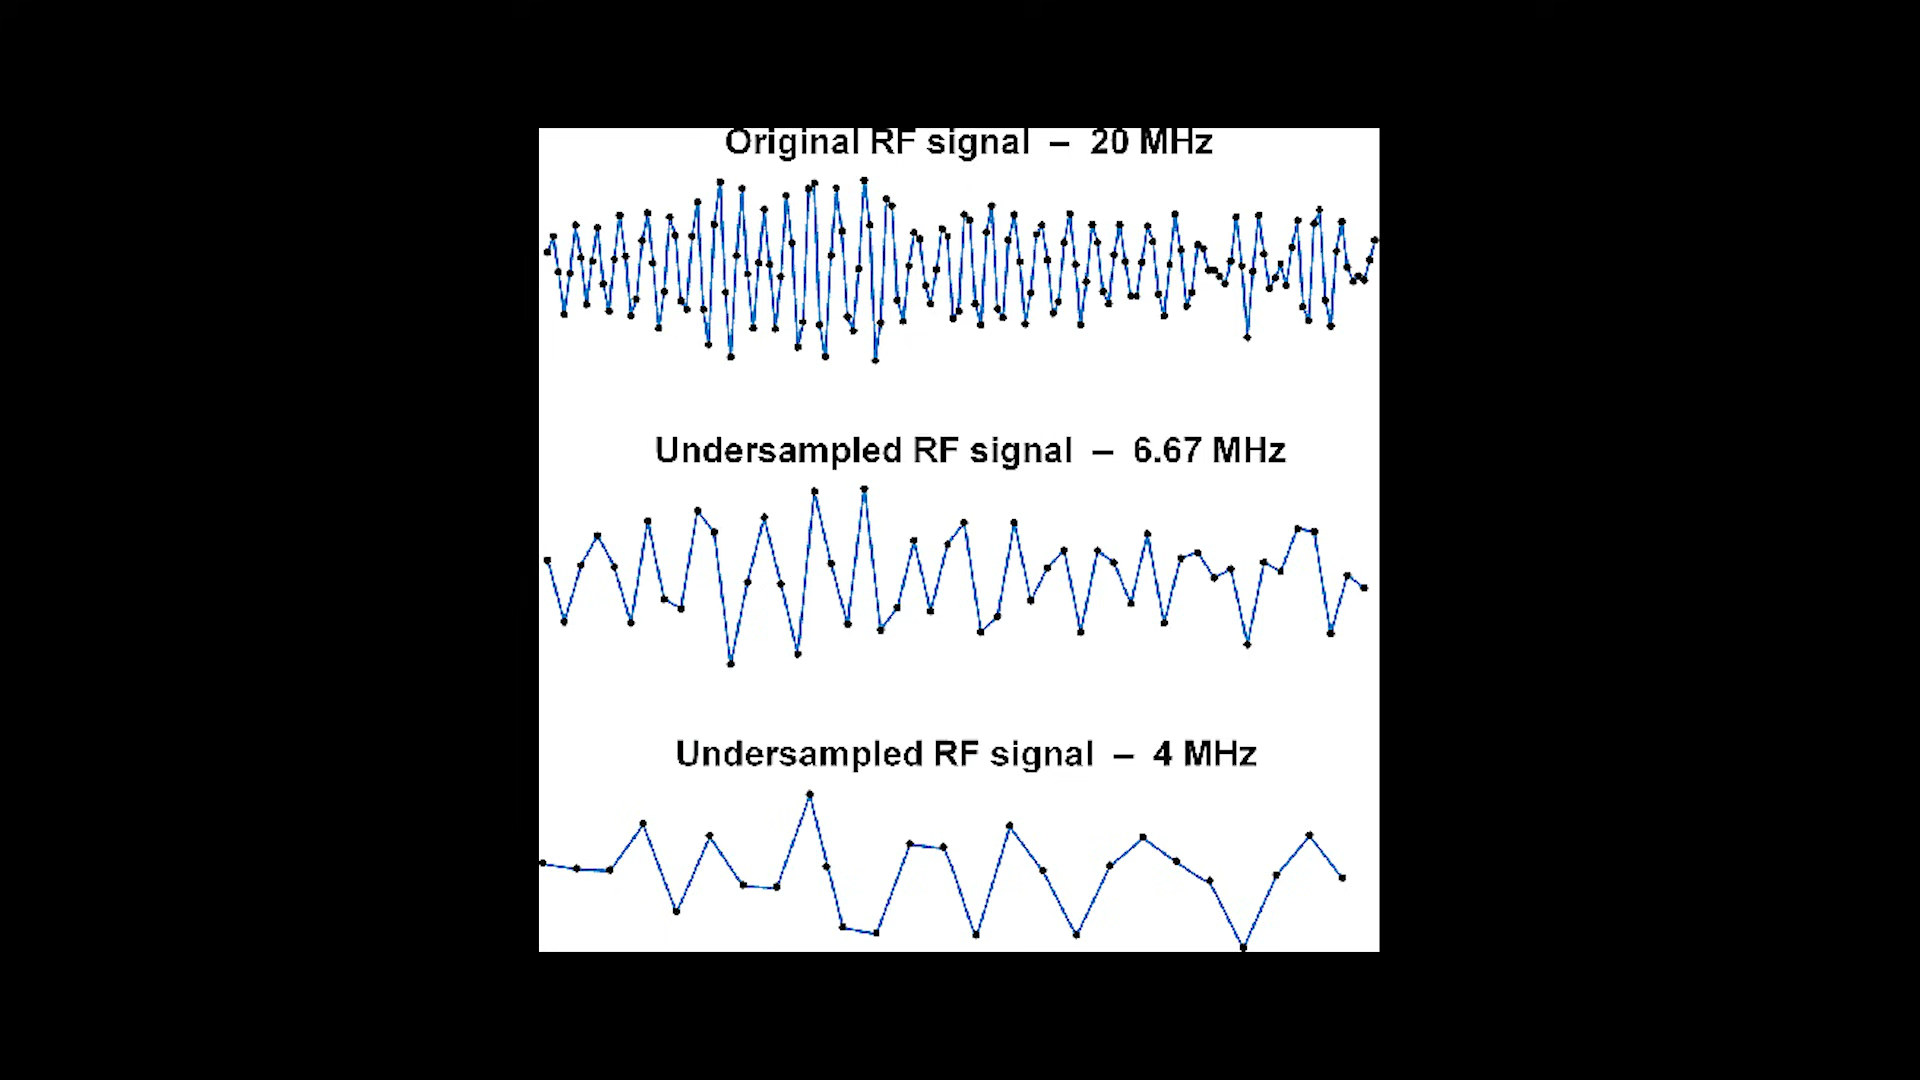 Original RF signal – 20 MHz
Undersampled RF signal – 6.67 MHz
Undersampled RF signal – 4 MHz